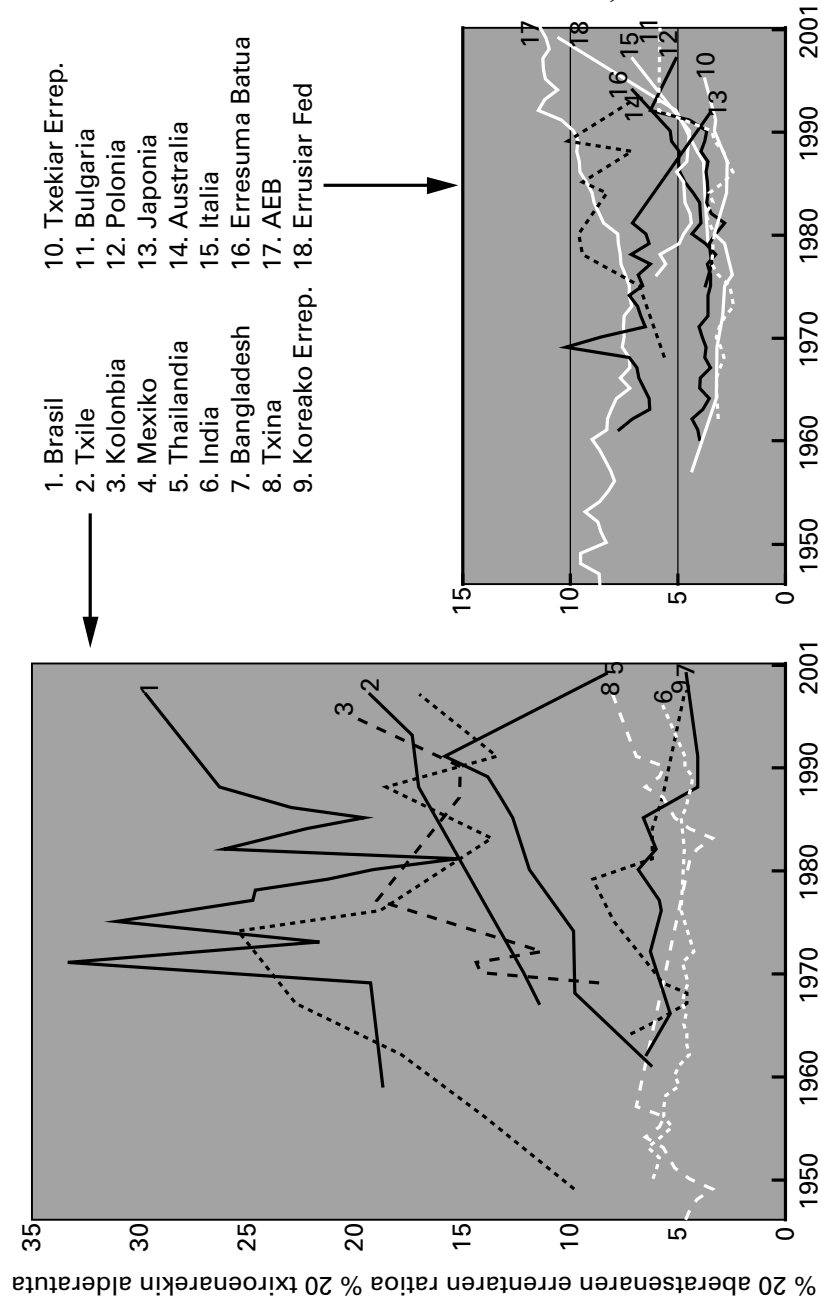 % 20 aberatsenaren errentaren ratioa % 20 txiroenarekin alderatuta
35
30
25
20
15
10
5
0
1950
1960
1970
1980
1990
2001
1
3
2
5
8
6
9
7
1. Brasil
2. Txile
3. Kolonbia
4. Mexiko
5. Thailandia
6. India
7. Bangladesh
8. Txina
9. Koreako Errep.
10. Txekiar Errep.
11. Bulgaria
12. Polonia
13. Japonia
14. Australia
15. Italia
16. Erresuma Batua
17. AEB
18. Errusiar Fed
15
10
5
0
1950
1960
1970
1980
1990
2001
17
18
16
14
15
11
12
10
13